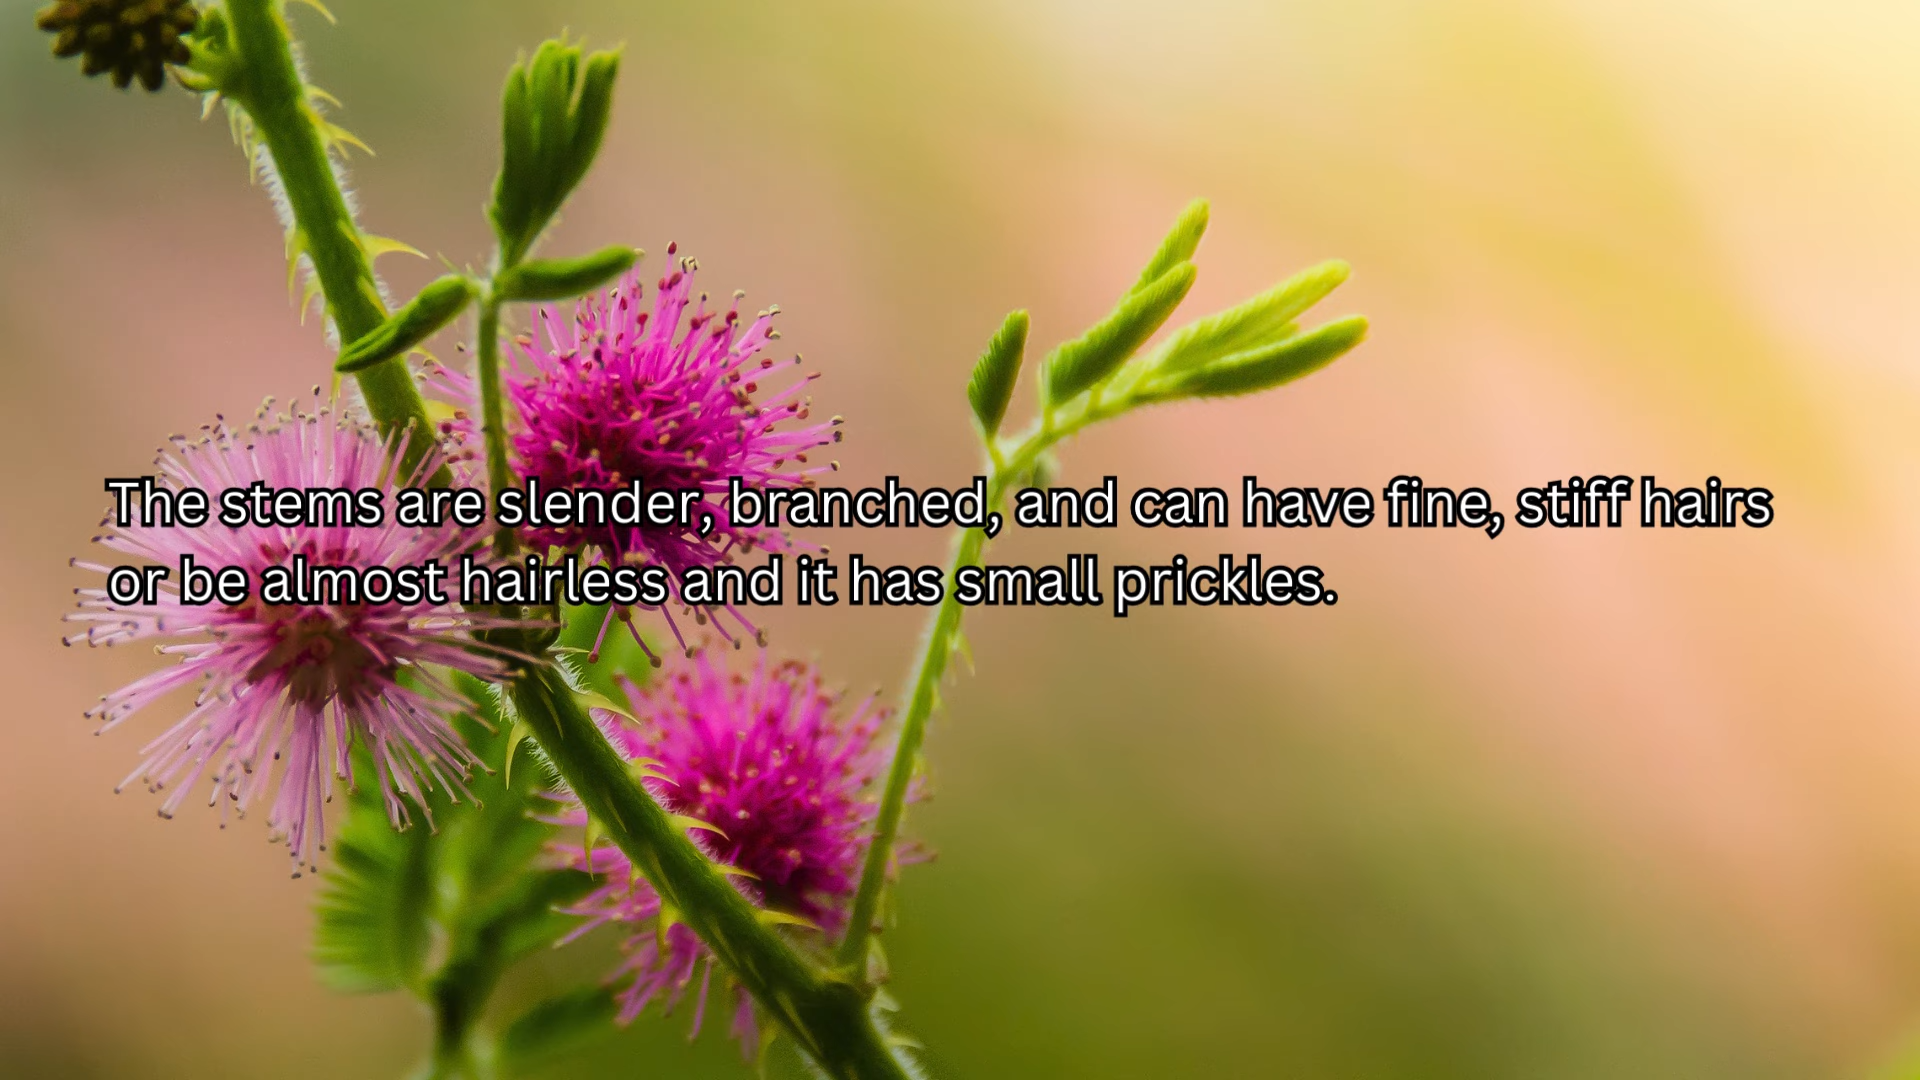 The stems are slender, branched, and can have fine, stiff hairs
or be almost hairless and it has small prickles.